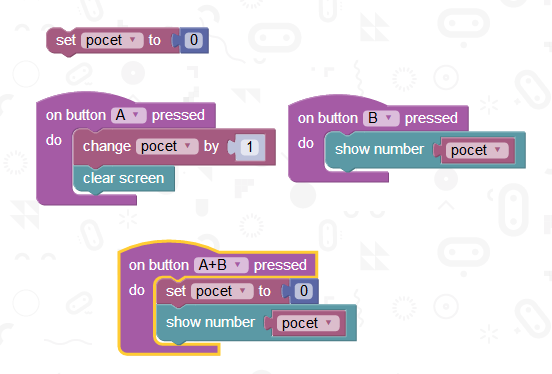 set pocet to 0
on button A pressed
do change pocet by 1
clear screen
on button B pressed
do show number pocet
on button A+B pressed
do set pocet to 0
show number pocet